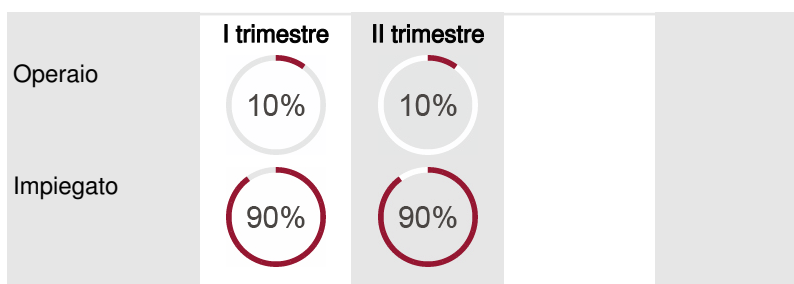 I trimestre II trimestre
Operaio 10% 10%
Impiegato 90% 90%